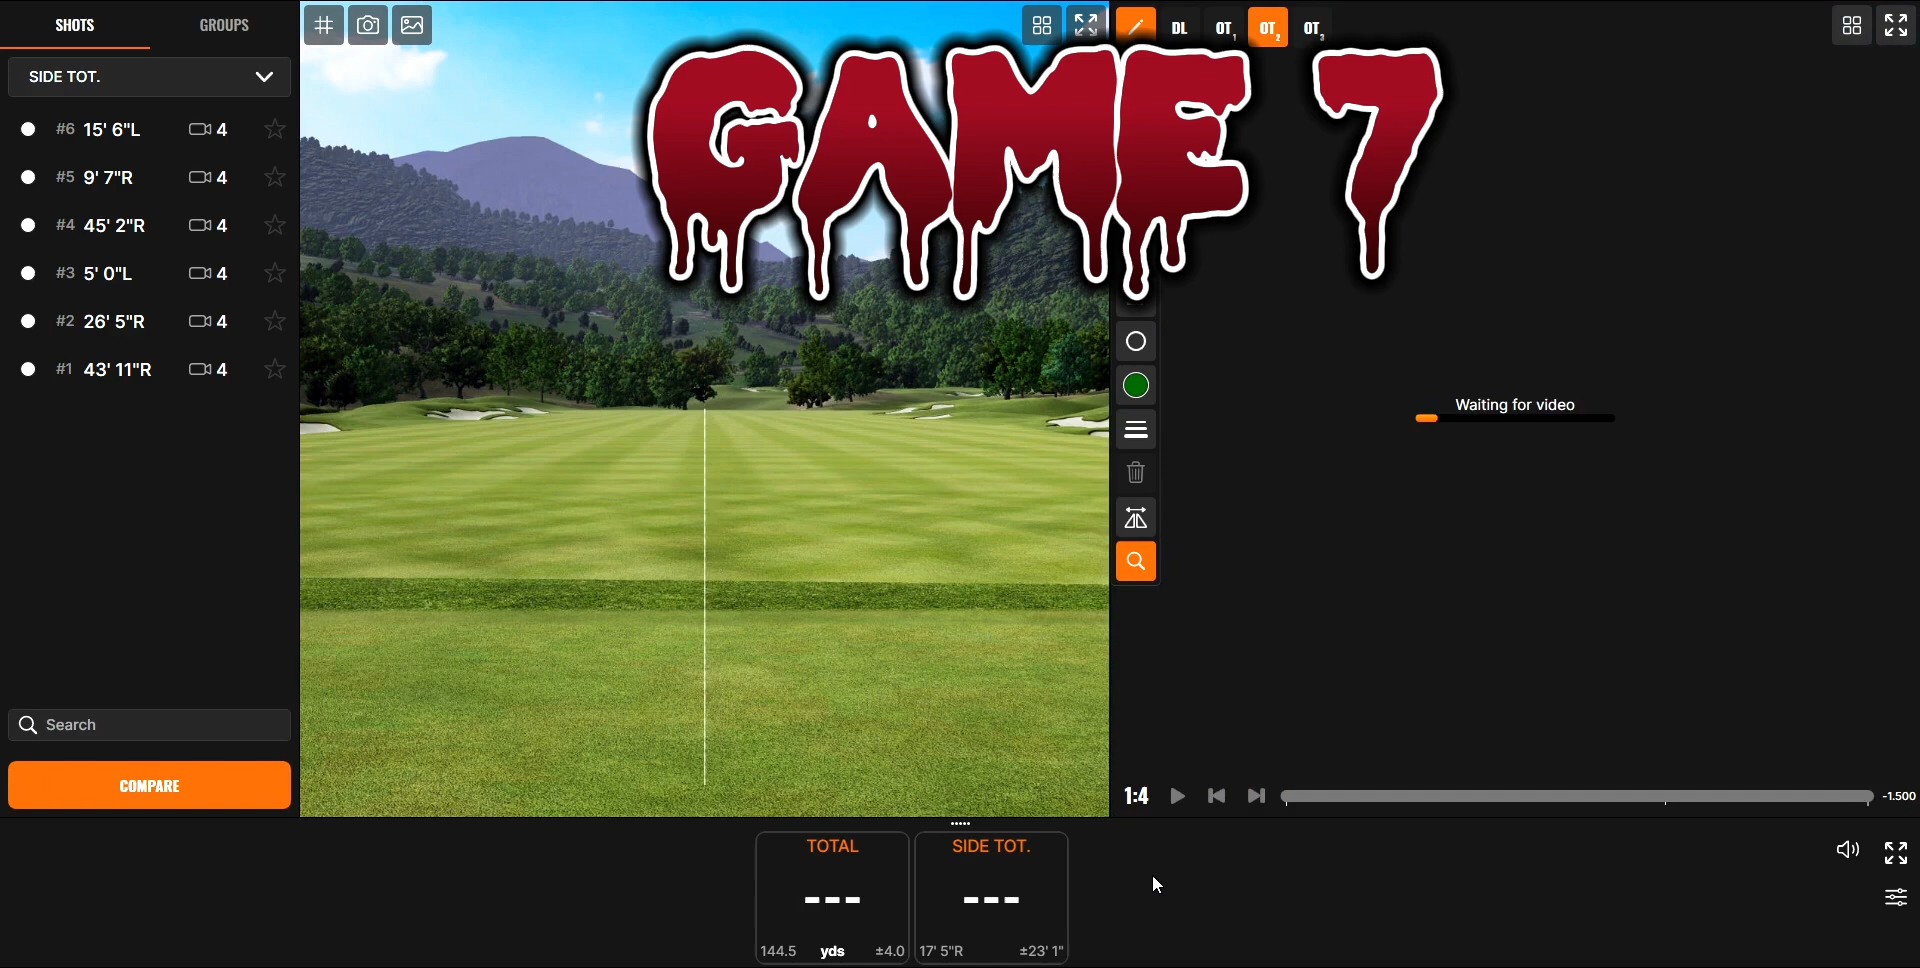 SHOTS GROUPS
SIDE TOT.
#6 15' 6"L 4
#5 9' 7"R 4
#4 45' 2"R 4
#3 5' 0"L 4
#2 26' 5"R 4
#1 43' 11"R 4
Search
COMPARE
DL OT1 OT2 OT3
GAME 7
Waiting for video
1:4 -1.500
TOTAL SIDE TOT.
--- ---
144.5 yds ±4.0 17' 5"R ±23' 1"